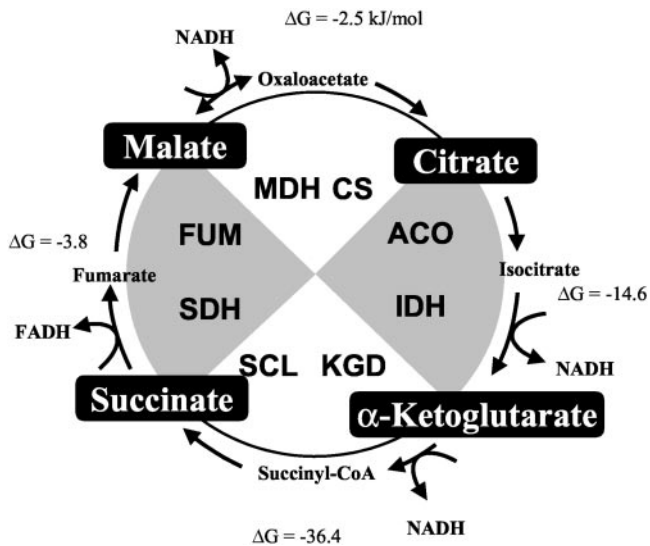 ΔG = -2.5 kJ/mol
NADH
Oxaloacetate
Malate
Citrate
MDH CS
FUM
ACO
ΔG = -3.8
Fumarate
Isocitrate
SDH
IDH
ΔG = -14.6
FADH
NADH
SCL KGD
Succinate
α-Ketoglutarate
Succinyl-CoA
NADH
ΔG = -36.4